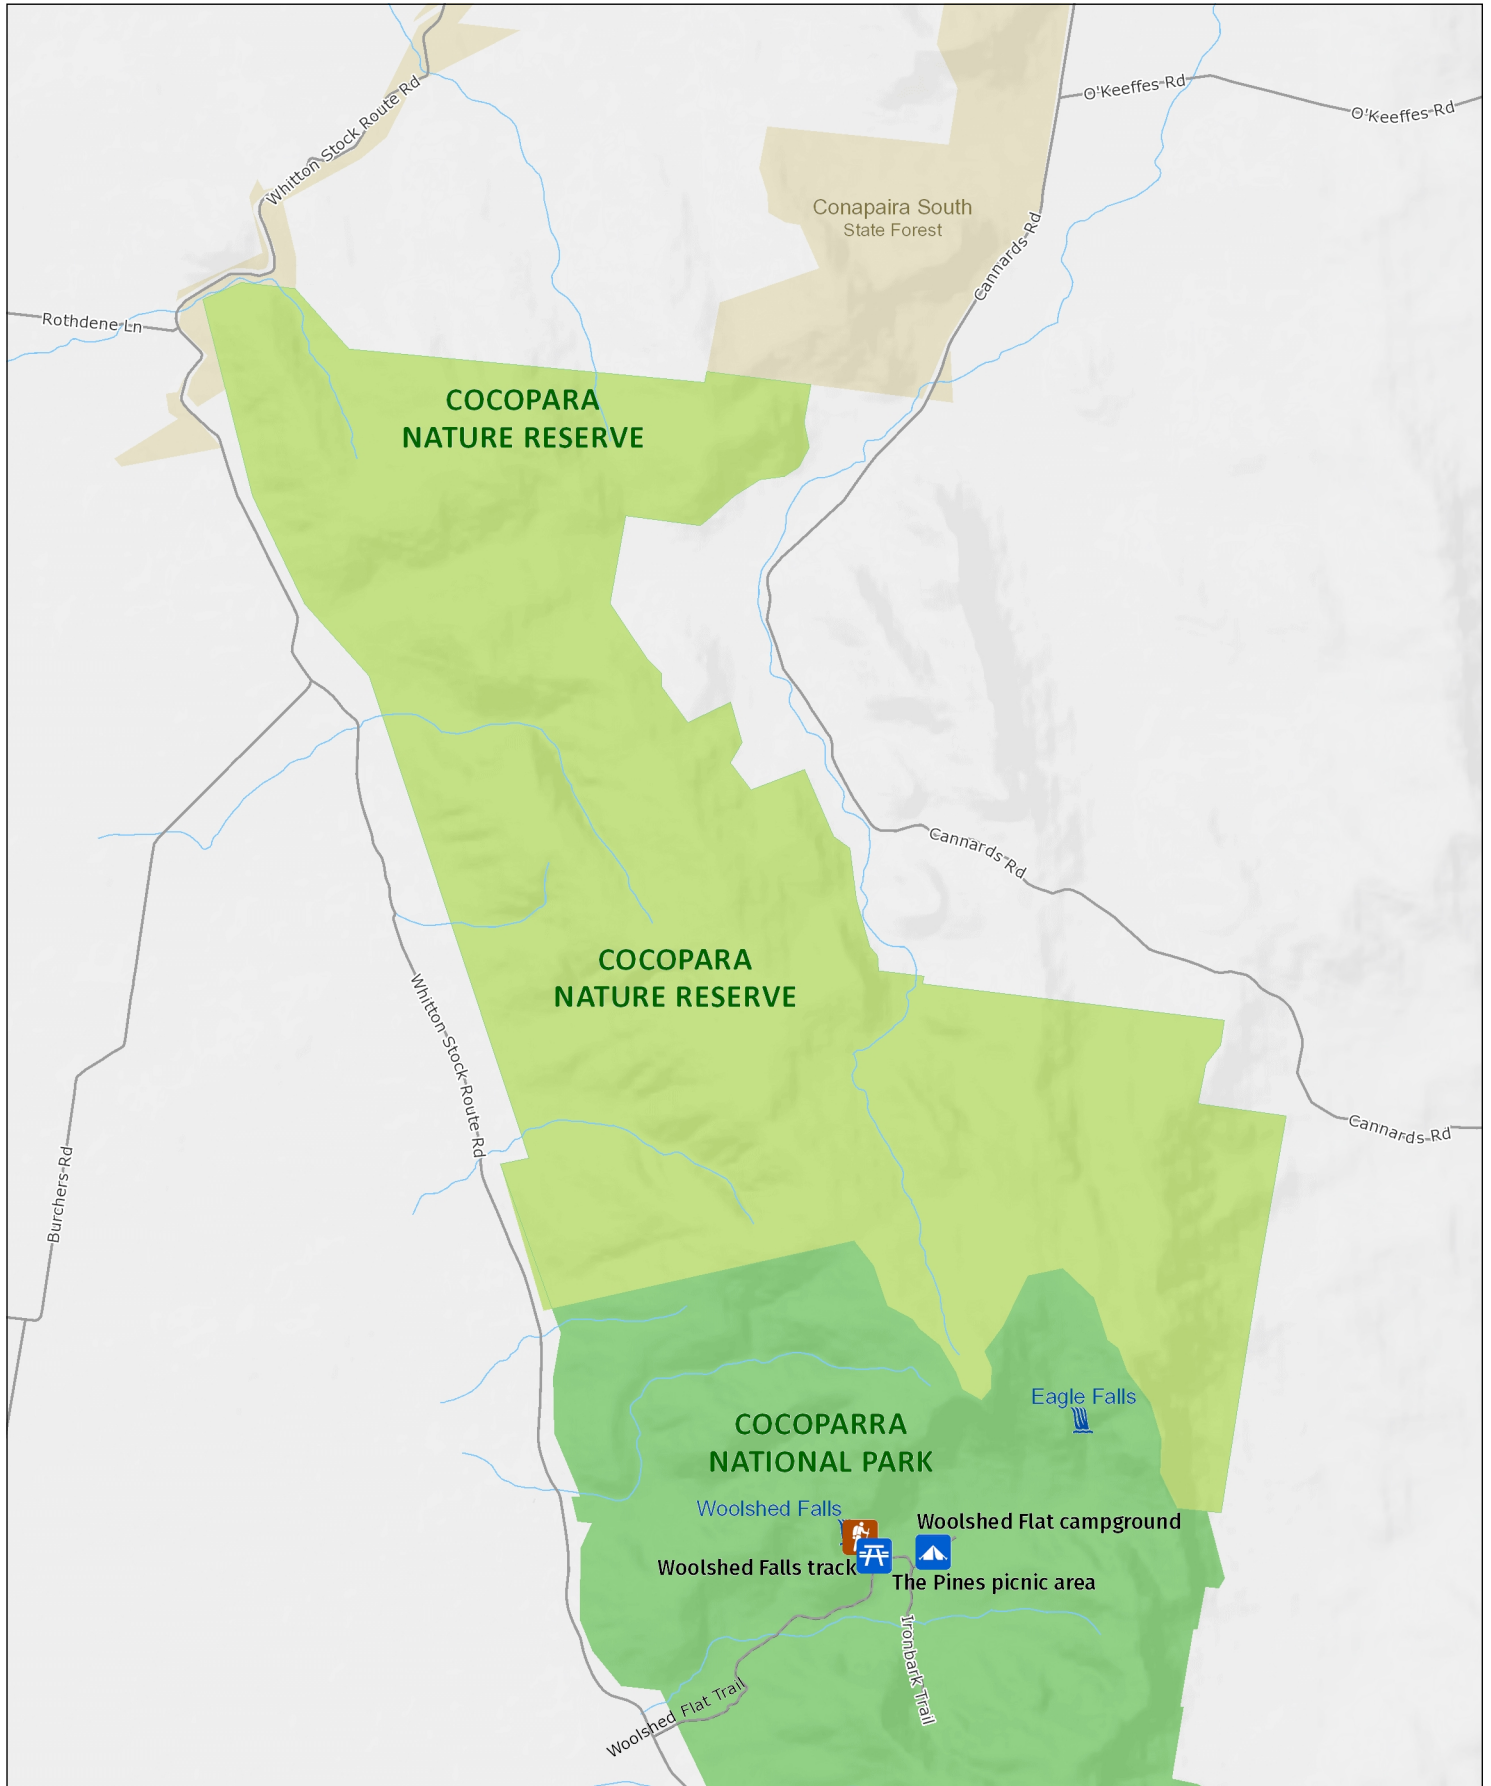 O'Keeffes Rd
O'Keeffes Rd
Whitton Stock Route Rd
Conapaira South
State Forest
Cannards Rd
Rothdene Ln
COCOPARA
NATURE RESERVE
Cannards Rd
COCOPARA
NATURE RESERVE
Whitton Stock Route Rd
Cannards Rd
Burchers Rd
Eagle Falls
COCOPARRA
NATIONAL PARK
Woolshed Falls
Woolshed Flat campground
Woolshed Falls track
The Pines picnic area
Ironbark Trail
Woolshed Flat Trail